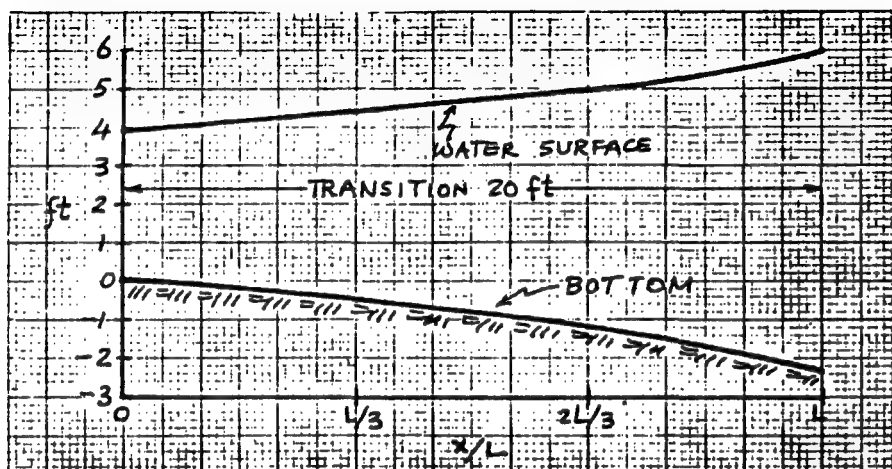 6
5
4
3
WATER SURFACE
TRANSITION 20 ft
ft
2
1
0
BOTTOM
-1
-2
-3
0
L/3
2L/3
L
x/L